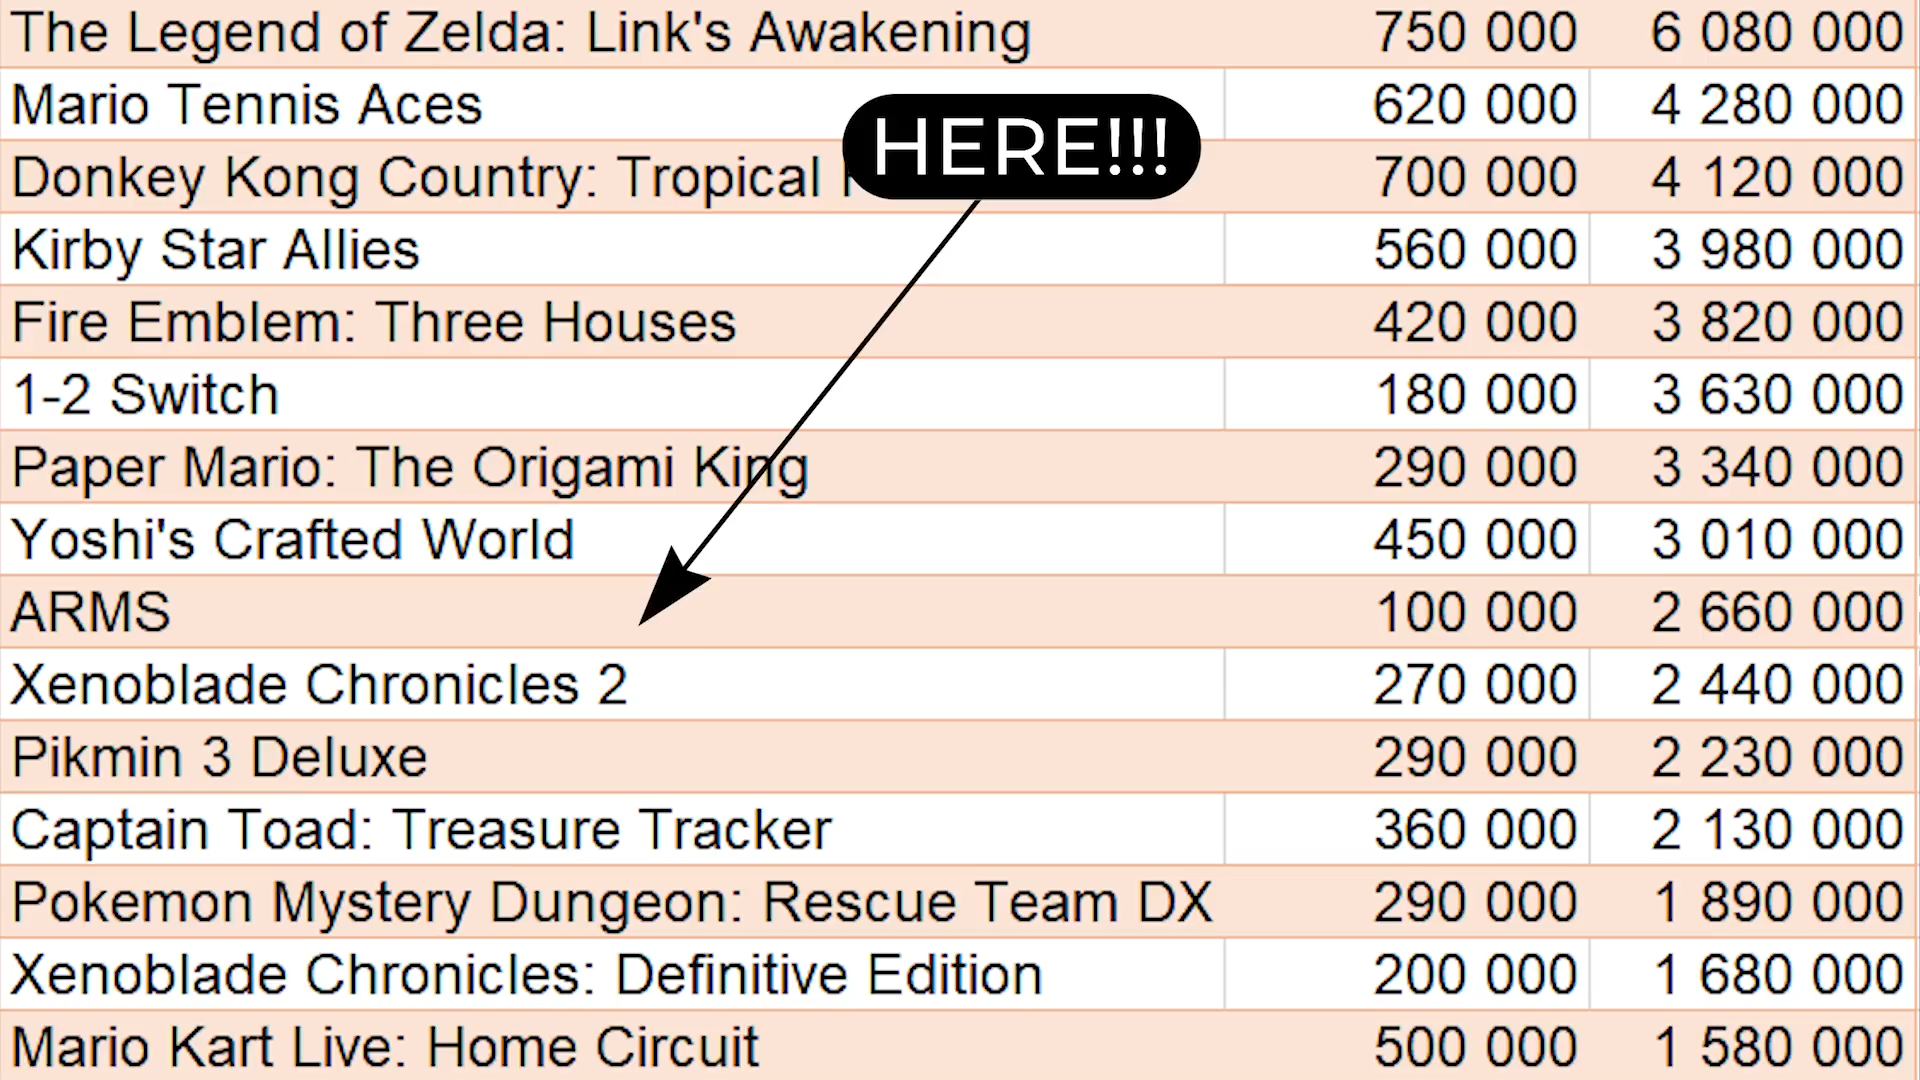 The Legend of Zelda: Link's Awakening 750 000 6 080 000
Mario Tennis Aces 620 000 4 280 000
HERE!!!
Donkey Kong Country: Tropical 700 000 4 120 000
Kirby Star Allies 560 000 3 980 000
Fire Emblem: Three Houses 420 000 3 820 000
1-2 Switch 180 000 3 630 000
Paper Mario: The Origami King 290 000 3 340 000
Yoshi's Crafted World 450 000 3 010 000
ARMS 100 000 2 660 000
Xenoblade Chronicles 2 270 000 2 440 000
Pikmin 3 Deluxe 290 000 2 230 000
Captain Toad: Treasure Tracker 360 000 2 130 000
Pokemon Mystery Dungeon: Rescue Team DX 290 000 1 890 000
Xenoblade Chronicles: Definitive Edition 200 000 1 680 000
Mario Kart Live: Home Circuit 500 000 1 580 000